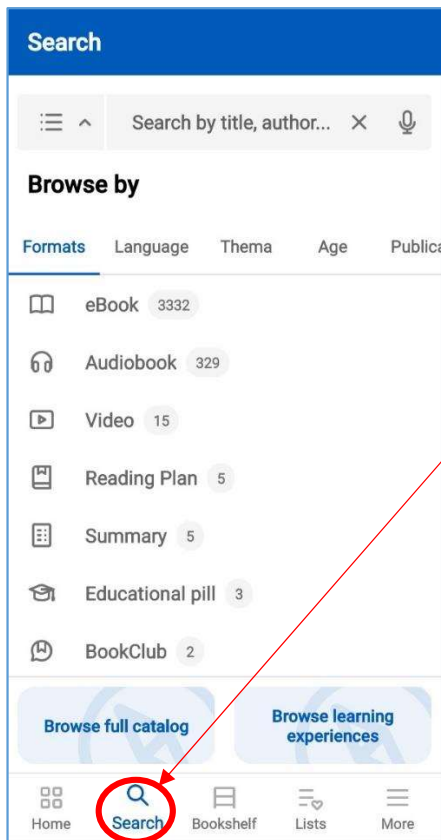 Search
Search by title, author...
Browse by
Formats Language Thema Age Publica
eBook 3332
Audiobook 329
Video 15
Reading Plan 5
Summary 5
Educational pill 3
BookClub 2
Browse full catalog
Browse learning
experiences
Home Search Bookshelf Lists More